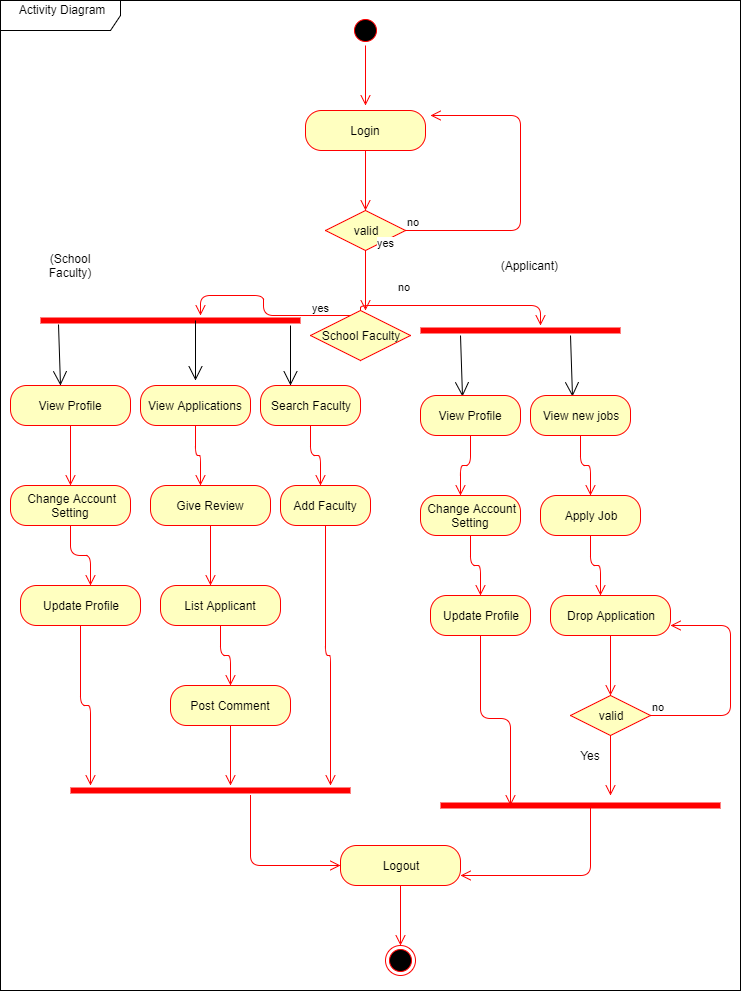 Activity Diagram
Login
valid
no
yes
(School
Faculty)
(Applicant)
no
yes
School Faculty
View Profile
View Applications
Search Faculty
View Profile
View new jobs
Change Account
Setting
Give Review
Add Faculty
Change Account
Setting
Apply Job
Update Profile
List Applicant
Update Profile
Drop Application
Post Comment
valid
no
Yes
Logout